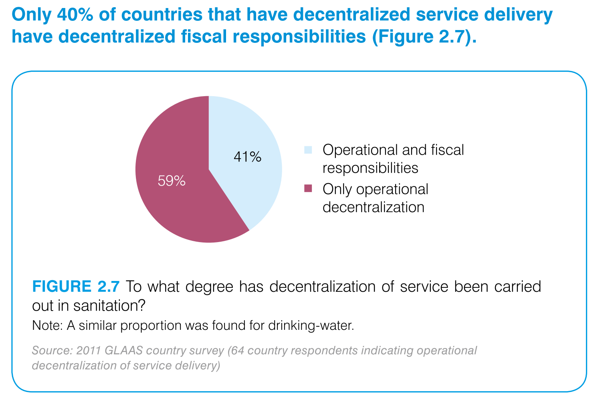 Only 40% of countries that have decentralized service delivery
have decentralized fiscal responsibilities (Figure 2.7).
41%
59%
Operational and fiscal
responsibilities
Only operational
decentralization
FIGURE 2.7 To what degree has decentralization of service been carried
out in sanitation?
Note: A similar proportion was found for drinking-water.
Source: 2011 GLAAS country survey (64 country respondents indicating operational
decentralization of service delivery)